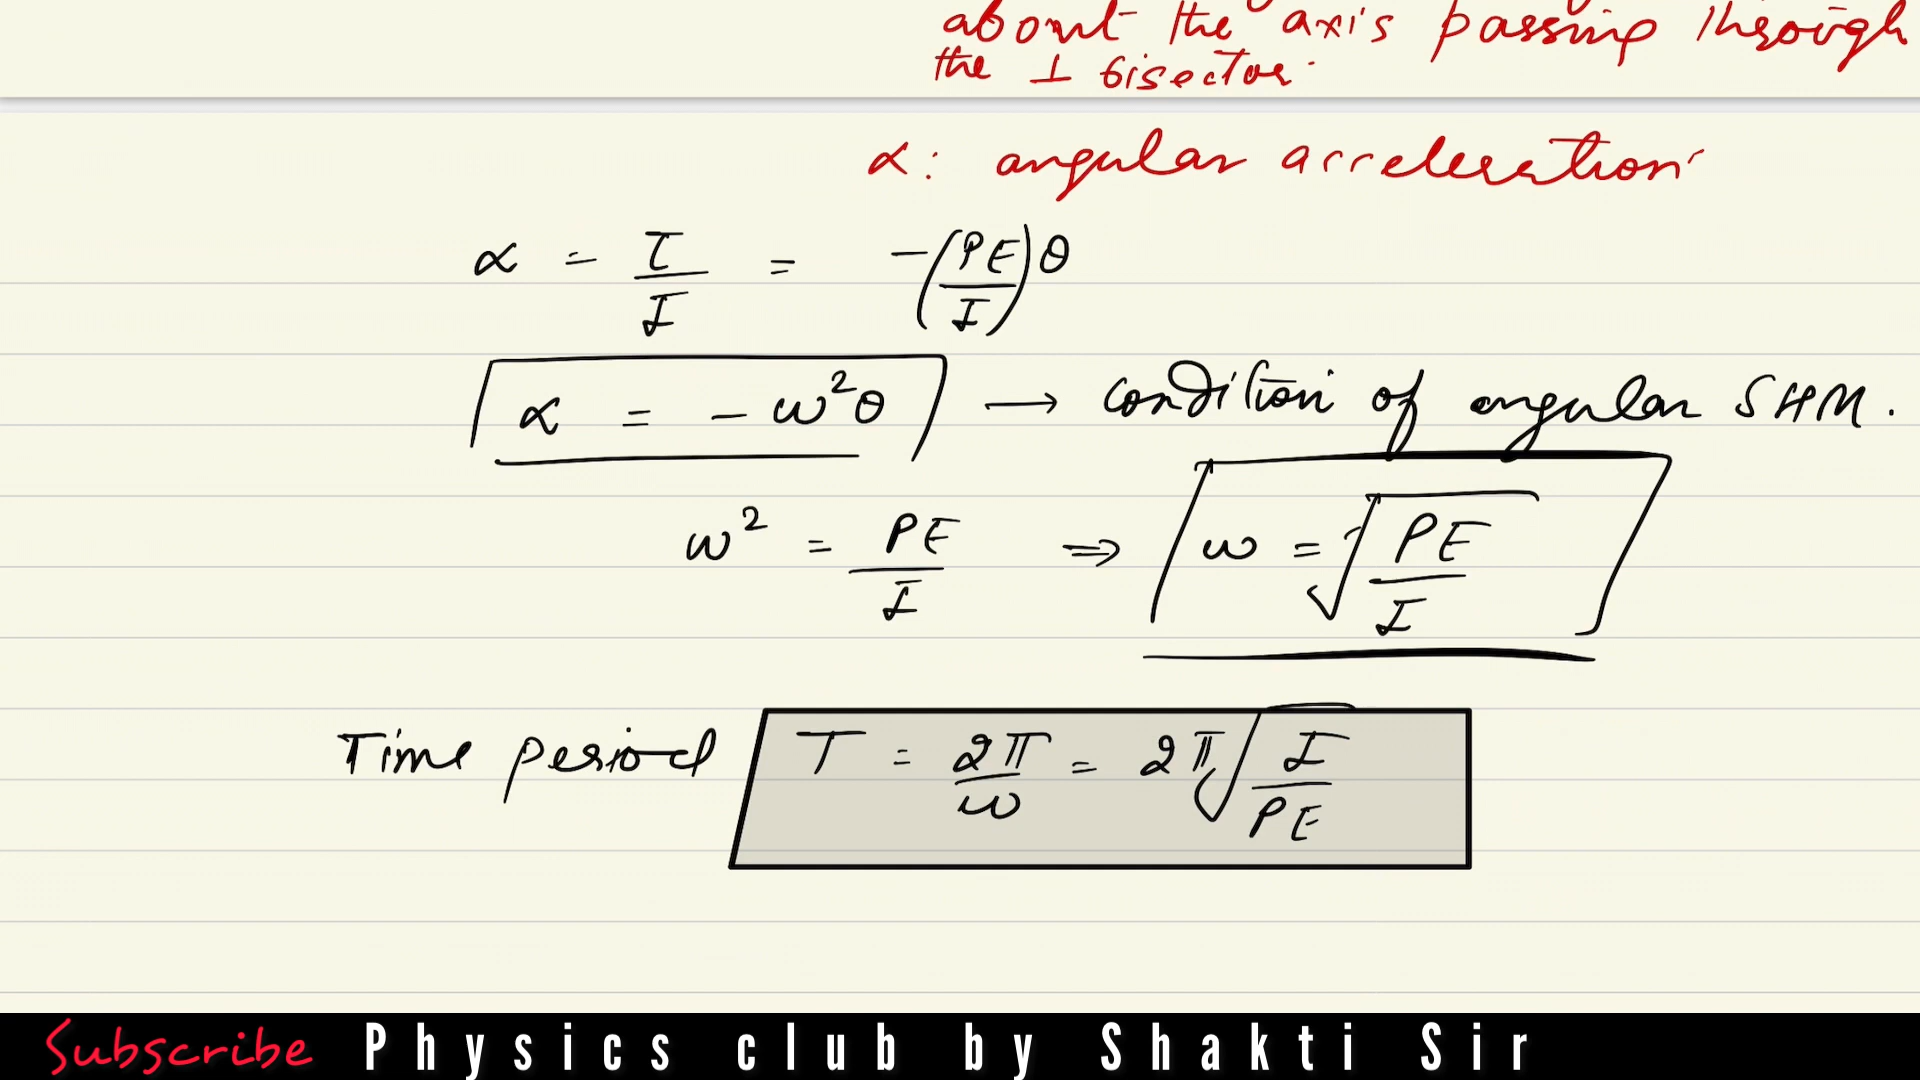 about the axis passing through
the ⊥ bisector.
α: angular acceleration
α = τ/I = -(PE/I)θ
α = - ω²θ → condition of angular SHM.
ω² = PE/I ⇒ ω = √(PE/I)
Time period T = 2π/ω = 2π√(I/PE)
Subscribe Physics club by Shakti Sir